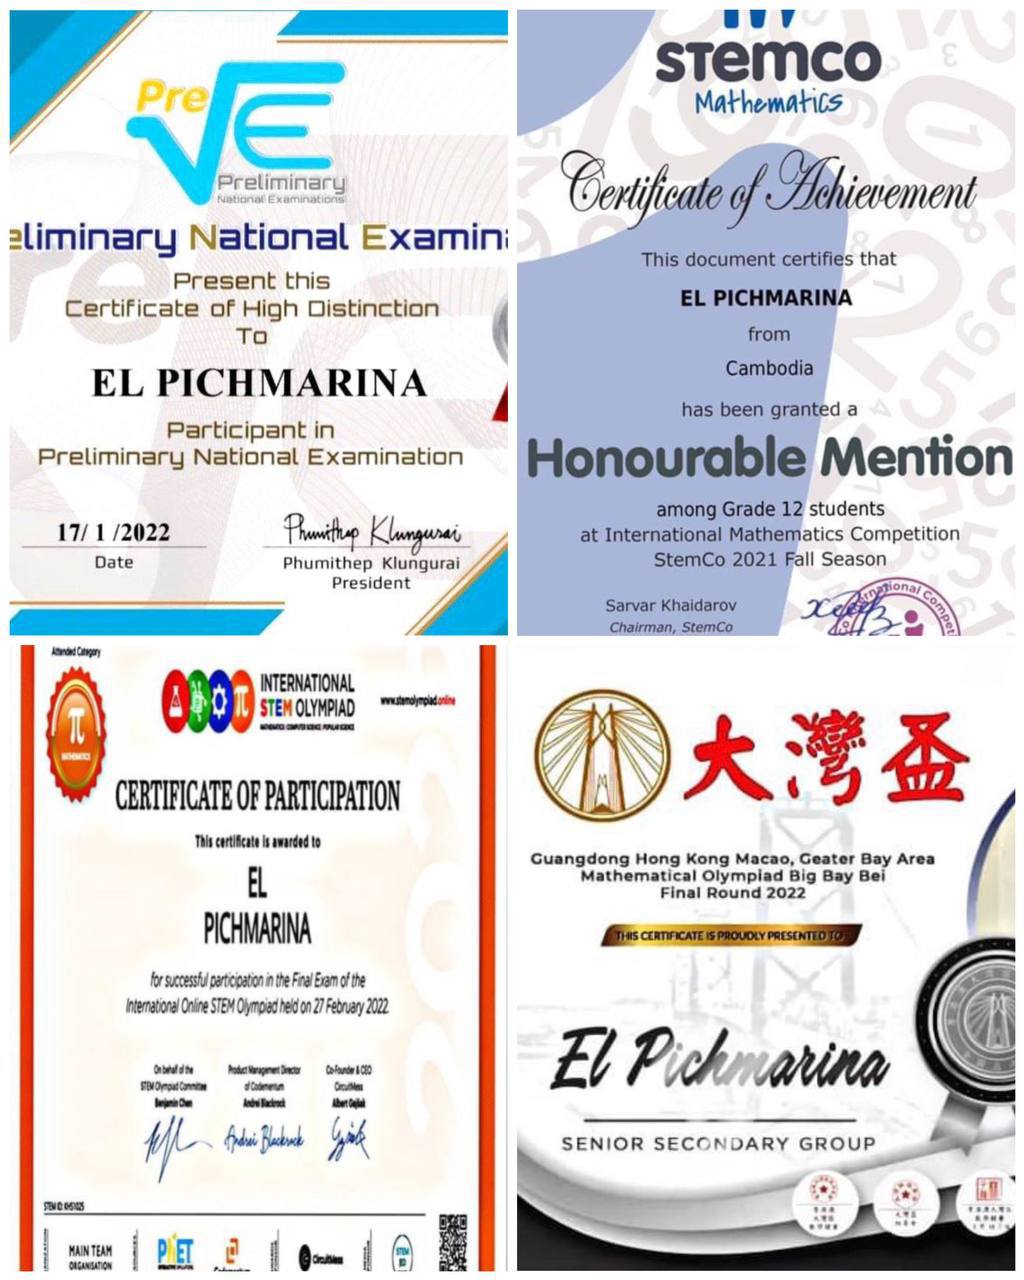 Pre
Preliminary
National Examinations
eliminary National Examin
Present this
Certificate of High Distinction
To
EL PICHMARINA
Participant in
Preliminary National Examination
17/ 1 /2022
Date
Phumithep Klungurai
Phumithep Klungurai
President
STEMCO
Mathematics
Certificate of Achievement
This document certifies that
EL PICHMARINA
from
Cambodia
has been granted a
Honourable Mention
among Grade 12 students
at International Mathematics Competition
StemCo 2021 Fall Season
Sarvar Khaidarov
Chairman, StemCo
Attended Category
π
MATHEMATICS
INTERNATIONAL
STEM OLYMPIAD
MATHEMATICS | COMPUTER SCIENCE | POPULAR SCIENCE
www.stemolympiad.online
CERTIFICATE OF PARTICIPATION
This certificate is awarded to
EL
PICHMARINA
for successful participation in the Final Exam of the
International Online STEM Olympiad held on 27 February 2022.
On behalf of the
STEM Olympiad Committee
Benjamin Chen
Product Management Director
of Codementum
Andrei Blackrock
Co-Founder & CEO
CircuitMess
Albert Gajšak
Andrei Blackrock
MAIN TEAM
ORGANISATION
PhET
Codementum
CircuitMess
大灣盃
Guangdong Hong Kong Macao, Geater Bay Area
Mathematical Olympiad Big Bay Bei
Final Round 2022
THIS CERTIFICATE IS PROUDLY PRESENTED TO
El Pichmarina
SENIOR SECONDARY GROUP